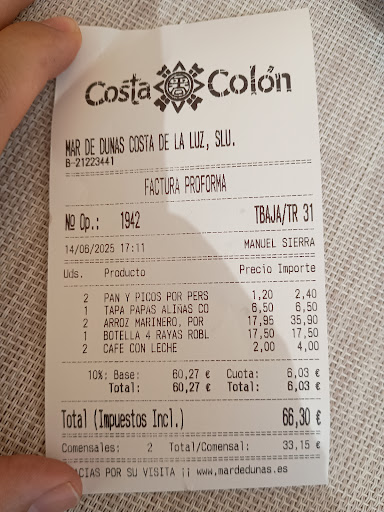 Costa Colón
MAR DE DUNAS COSTA DE LA LUZ, SLU.
B-21223441
FACTURA PROFORMA
Nº Op.: 1942 TBAJA/TR 31
14/06/2025 17:11 MANUEL SIERRA
Uds. Producto Precio Importe
2 PAN Y PICOS POR PERS 1,20 2,40
1 TAPA PAPAS ALIÑAS CO 6,50 6,50
2 ARROZ MARINERO, POR 17,95 35,90
1 BOTELLA 4 RAYAS ROBL 17,50 17,50
2 CAFE CON LECHE 2,00 4,00
10%: Base: 60,27 € Cuota: 6,03 €
Total: 60,27 € Total: 6,03 €
Total (Impuestos Incl.) 66,30 €
Comensales: 2 Total/Comensal: 33,15 €
ACIAS POR SU VISITA ¡¡ www.mardedunas.es